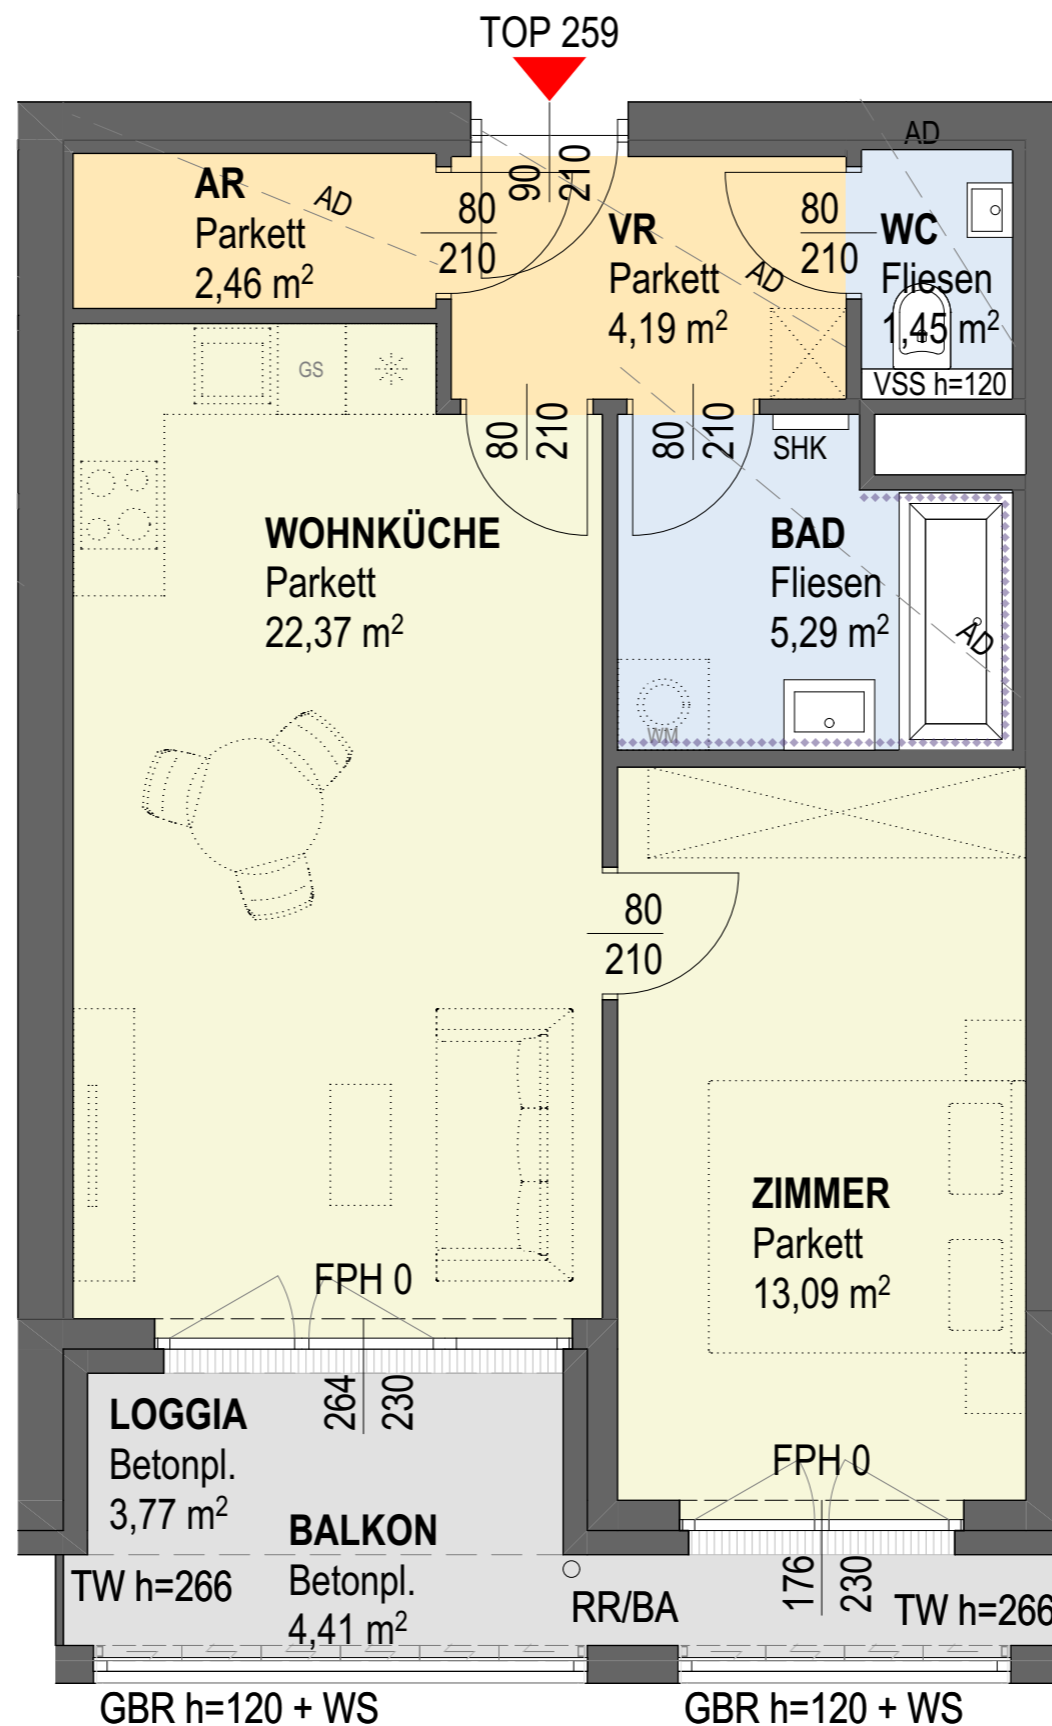 TOP 259
AD
90
210
AR
Parkett
2,46 m²
AD
80
210
VR
Parkett
4,19 m²
AD
80
210
WC
Fliesen
1,45 m²
VSS h=120
GS
80
210
80
210
SHK
WOHNKÜCHE
Parkett
22,37 m²
BAD
Fliesen
5,29 m²
AD
WM
80
210
ZIMMER
Parkett
13,09 m²
FPH 0
264
230
LOGGIA
Betonpl.
3,77 m²
FPH 0
176
230
BALKON
Betonpl.
4,41 m²
TW h=266
RR/BA
TW h=266
GBR h=120 + WS
GBR h=120 + WS